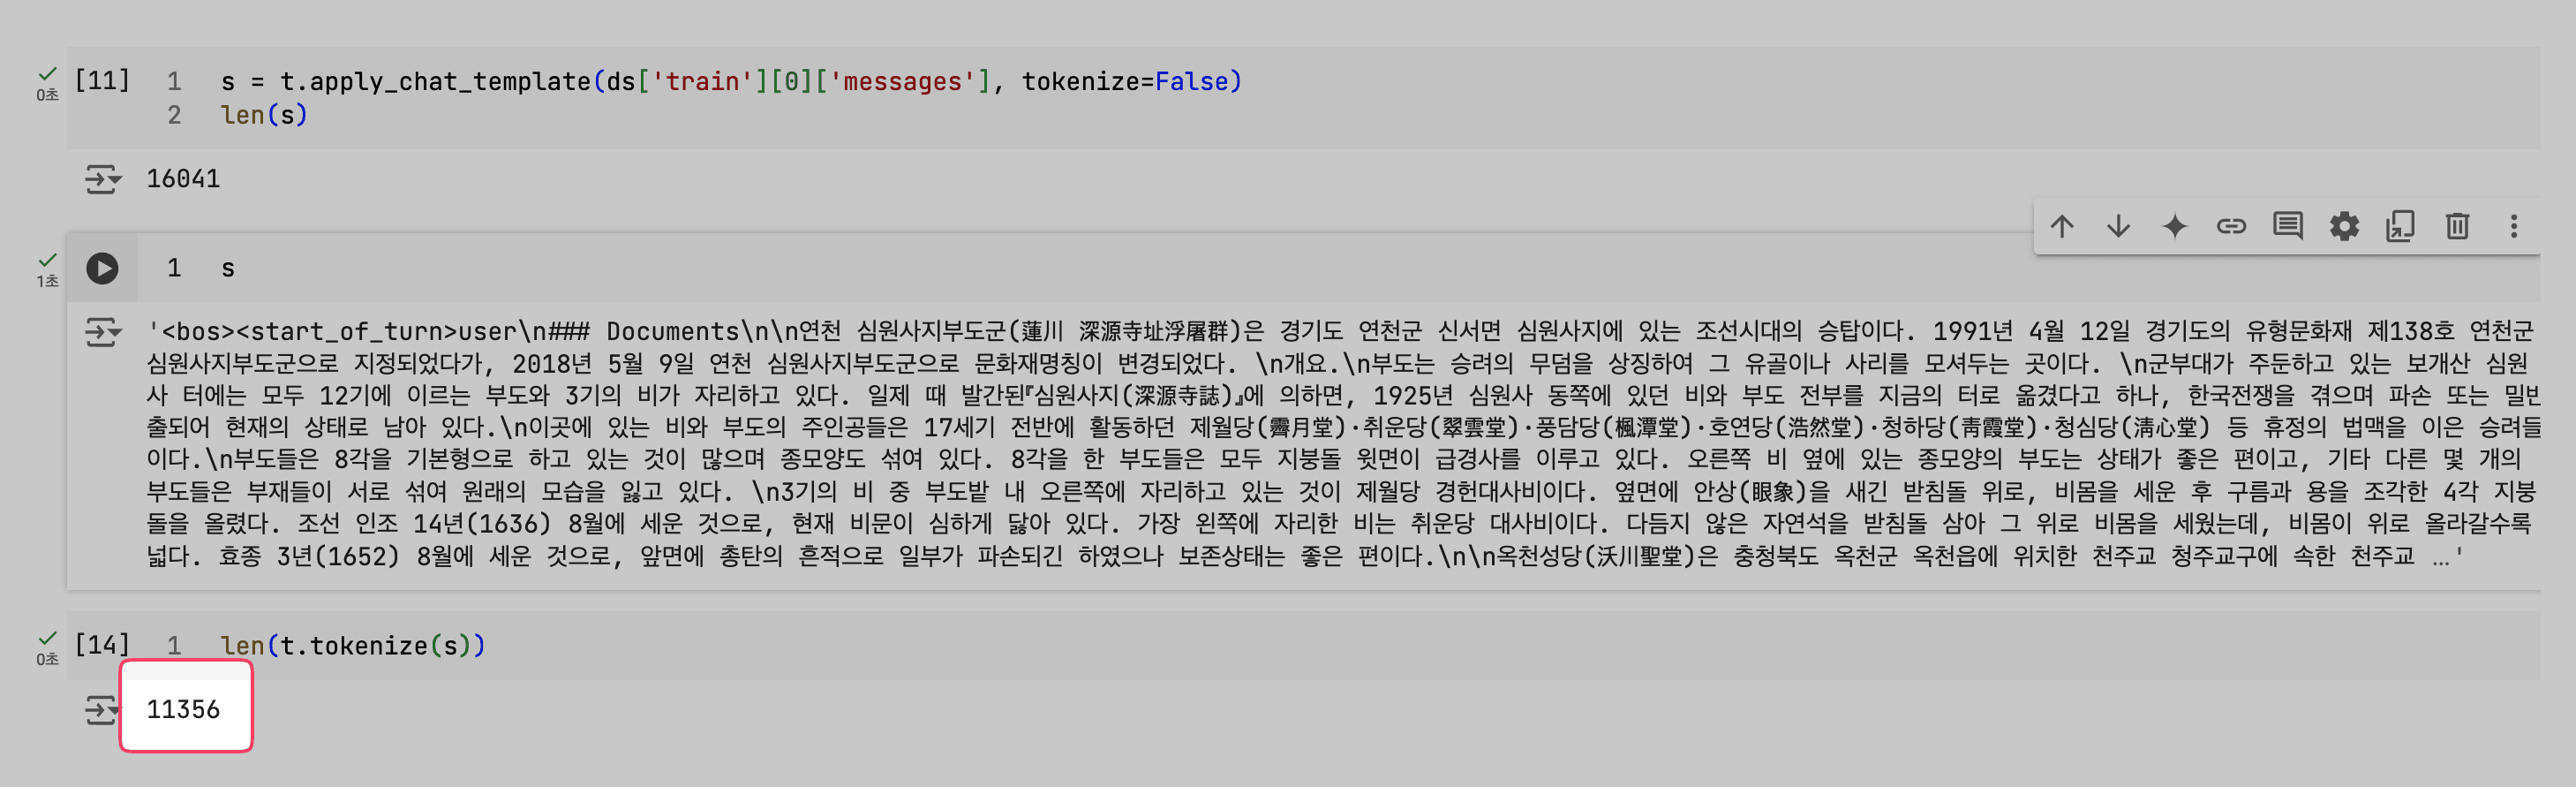 [11] 1 s = t.apply_chat_template(ds['train'][0]['messages'], tokenize=False)
0초 2 len(s)
16041
1 s
1초
'<bos><start_of_turn>user\n### Documents\n\n연천 심원사지부도군(蓮川 深源寺址浮屠群)은 경기도 연천군 신서면 심원사지에 있는 조선시대의 승탑이다. 1991년 4월 12일 경기도의 유형문화재 제138호 연천군
심원사지부도군으로 지정되었다가, 2018년 5월 9일 연천 심원사지부도군으로 문화재명칭이 변경되었다. \n개요.\n부도는 승려의 무덤을 상징하여 그 유골이나 사리를 모셔두는 곳이다. \n군부대가 주둔하고 있는 보개산 심원
사 터에는 모두 12기에 이르는 부도와 3기의 비가 자리하고 있다. 일제 때 발간된『심원사지(深源寺誌)』에 의하면, 1925년 심원사 동쪽에 있던 비와 부도 전부를 지금의 터로 옮겼다고 하나, 한국전쟁을 겪으며 파손 또는 밀반
출되어 현재의 상태로 남아 있다.\n이곳에 있는 비와 부도의 주인공들은 17세기 전반에 활동하던 제월당(霽月堂)·취운당(翠雲堂)·풍담당(楓潭堂)·호연당(浩然堂)·청하당(靑霞堂)·청심당(淸心堂) 등 휴정의 법맥을 이은 승려들
이다.\n부도들은 8각을 기본형으로 하고 있는 것이 많으며 종모양도 섞여 있다. 8각을 한 부도들은 모두 지붕돌 윗면이 급경사를 이루고 있다. 오른쪽 비 옆에 있는 종모양의 부도는 상태가 좋은 편이고, 기타 다른 몇 개의
부도들은 부재들이 서로 섞여 원래의 모습을 잃고 있다. \n3기의 비 중 부도밭 내 오른쪽에 자리하고 있는 것이 제월당 경헌대사비이다. 옆면에 안상(眼象)을 새긴 받침돌 위로, 비몸을 세운 후 구름과 용을 조각한 4각 지붕
돌을 올렸다. 조선 인조 14년(1636) 8월에 세운 것으로, 현재 비문이 심하게 닳아 있다. 가장 왼쪽에 자리한 비는 취운당 대사비이다. 다듬지 않은 자연석을 받침돌 삼아 그 위로 비몸을 세웠는데, 비몸이 위로 올라갈수록
넓다. 효종 3년(1652) 8월에 세운 것으로, 앞면에 총탄의 흔적으로 일부가 파손되긴 하였으나 보존상태는 좋은 편이다.\n\n옥천성당(沃川聖堂)은 충청북도 옥천군 옥천읍에 위치한 천주교 청주교구에 속한 천주교 …'
[14] 1 len(t.tokenize(s))
0초
11356